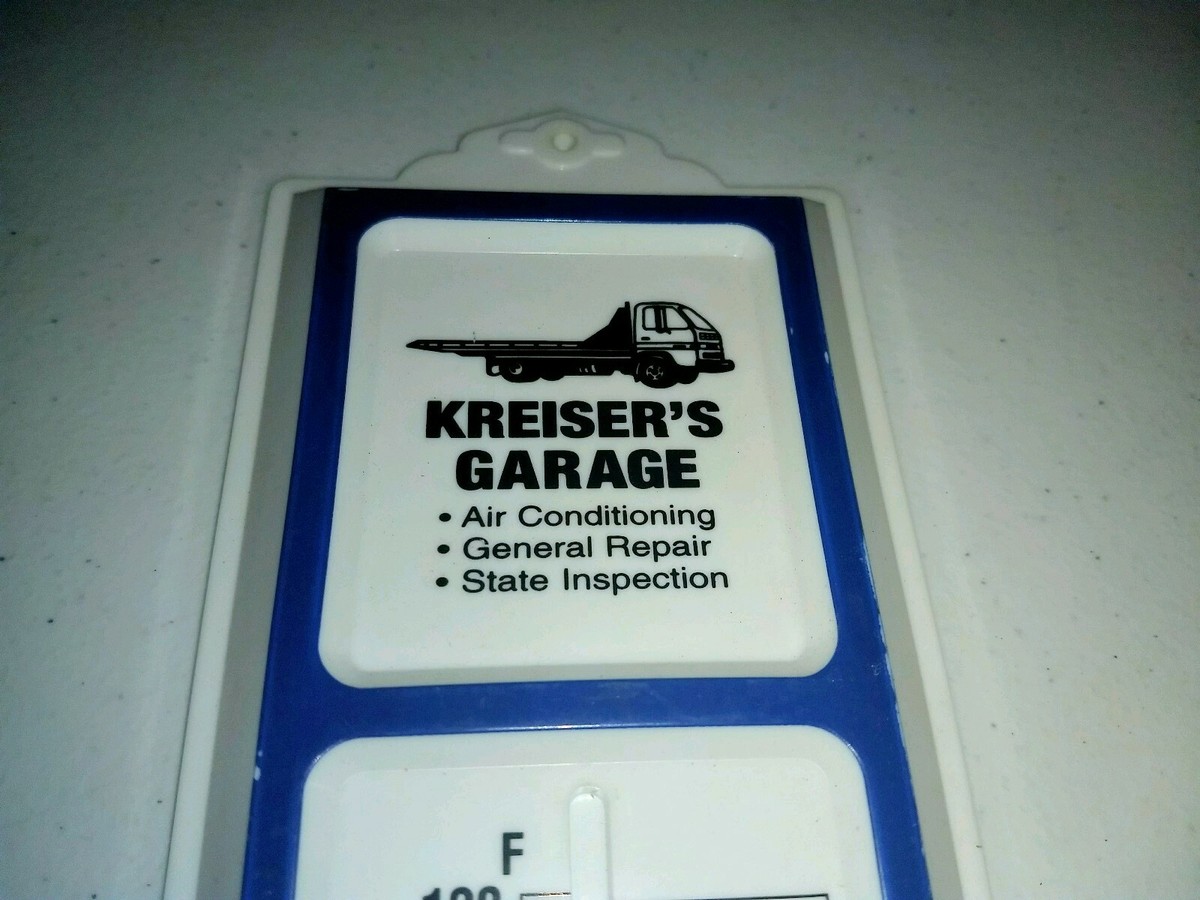 KREISER'S
GARAGE
• Air Conditioning
• General Repair
• State Inspection
F